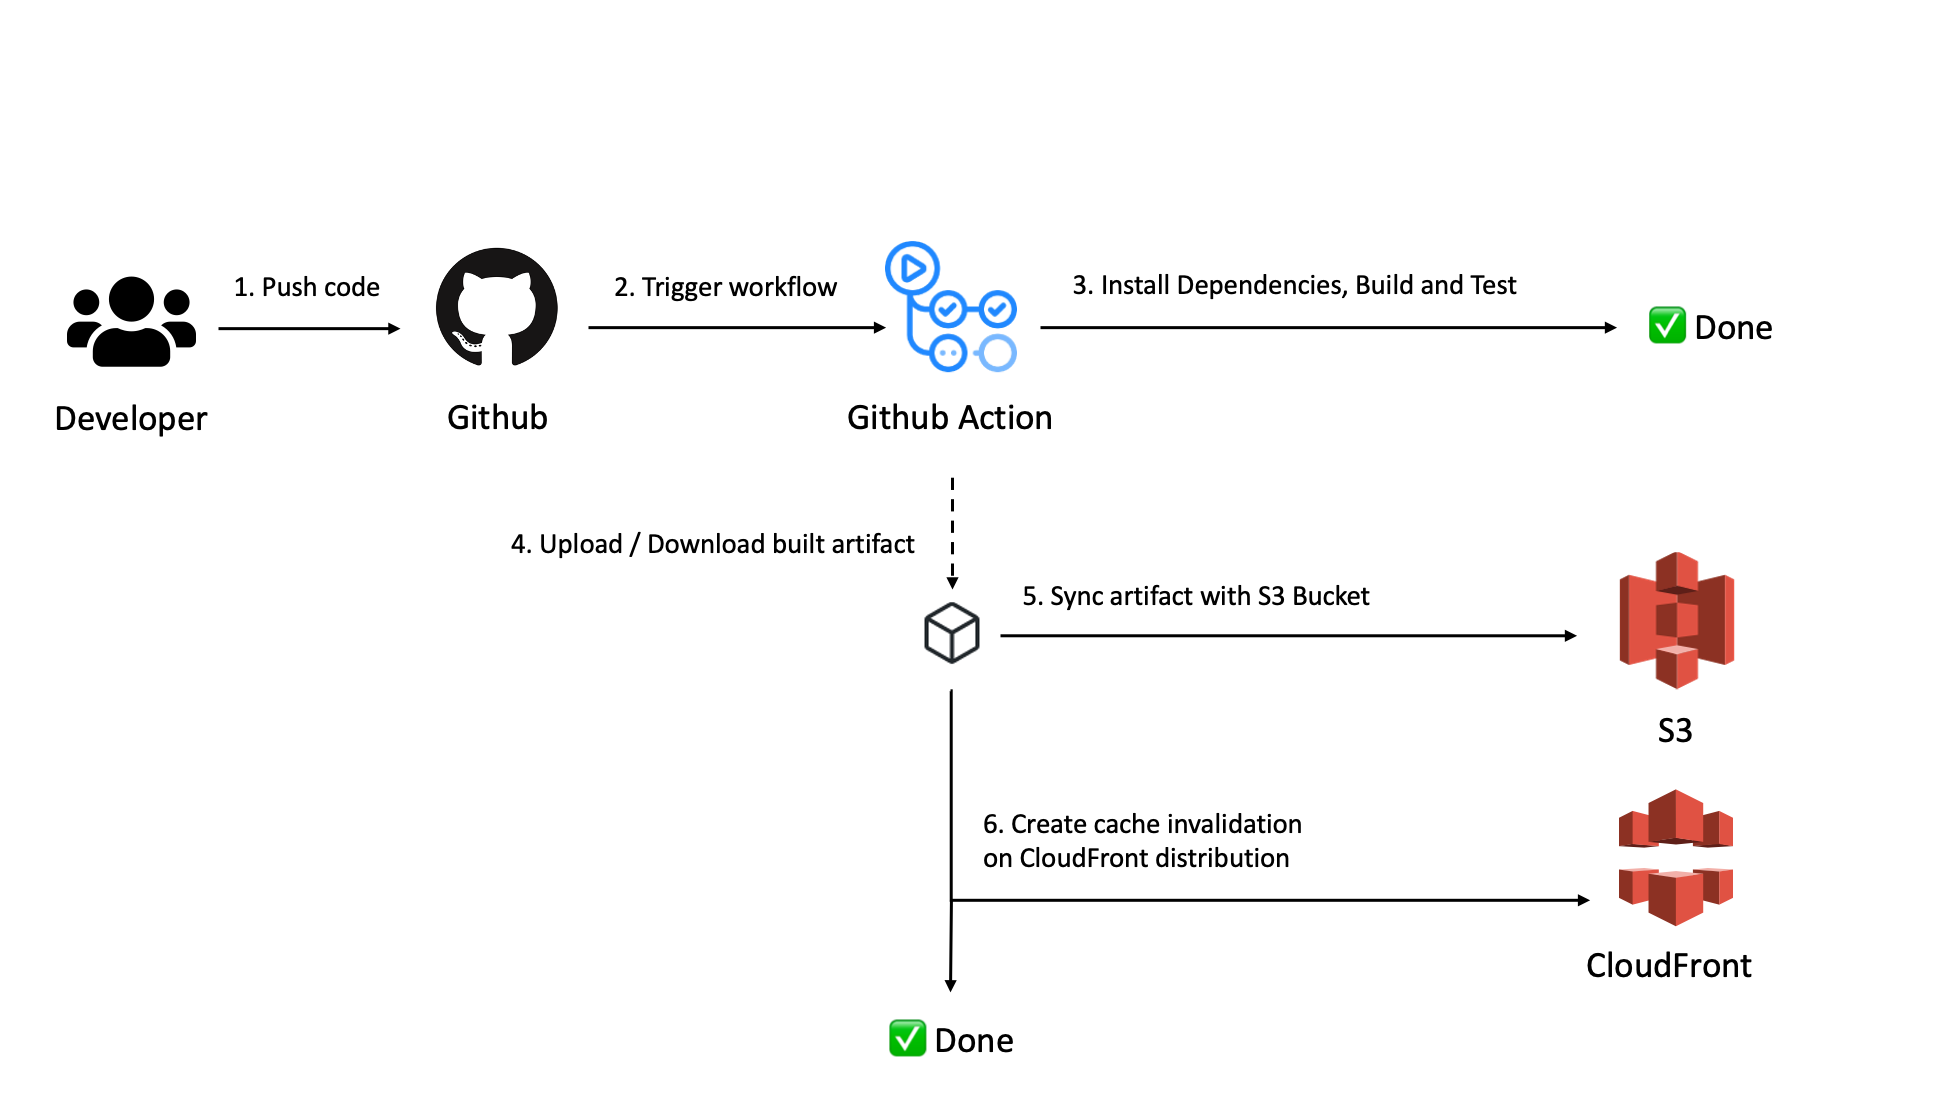 1. Push code
2. Trigger workflow
3. Install Dependencies, Build and Test
✅ Done
Developer
Github
Github Action
4. Upload / Download built artifact
5. Sync artifact with S3 Bucket
S3
6. Create cache invalidation
on CloudFront distribution
CloudFront
✅ Done